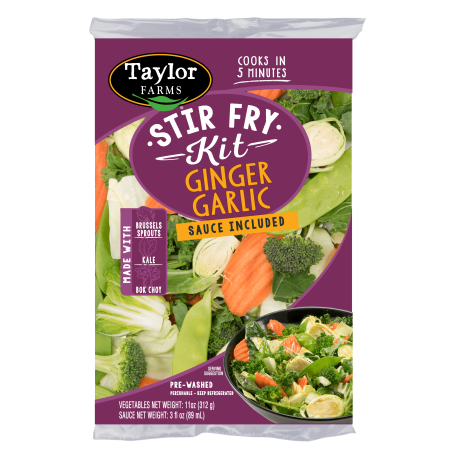 Taylor
FARMS
COOKS IN
5 MINUTES
STIR FRY
Kit
GINGER
GARLIC
SAUCE INCLUDED
MADE WITH
BRUSSELS
SPROUTS
KALE
BOK CHOY
SERVING
SUGGESTION
PRE-WASHED
PERISHABLE - KEEP REFRIGERATED
VEGETABLES NET WEIGHT: 11oz (312 g)
SAUCE NET WEIGHT: 3 fl oz (89 mL)